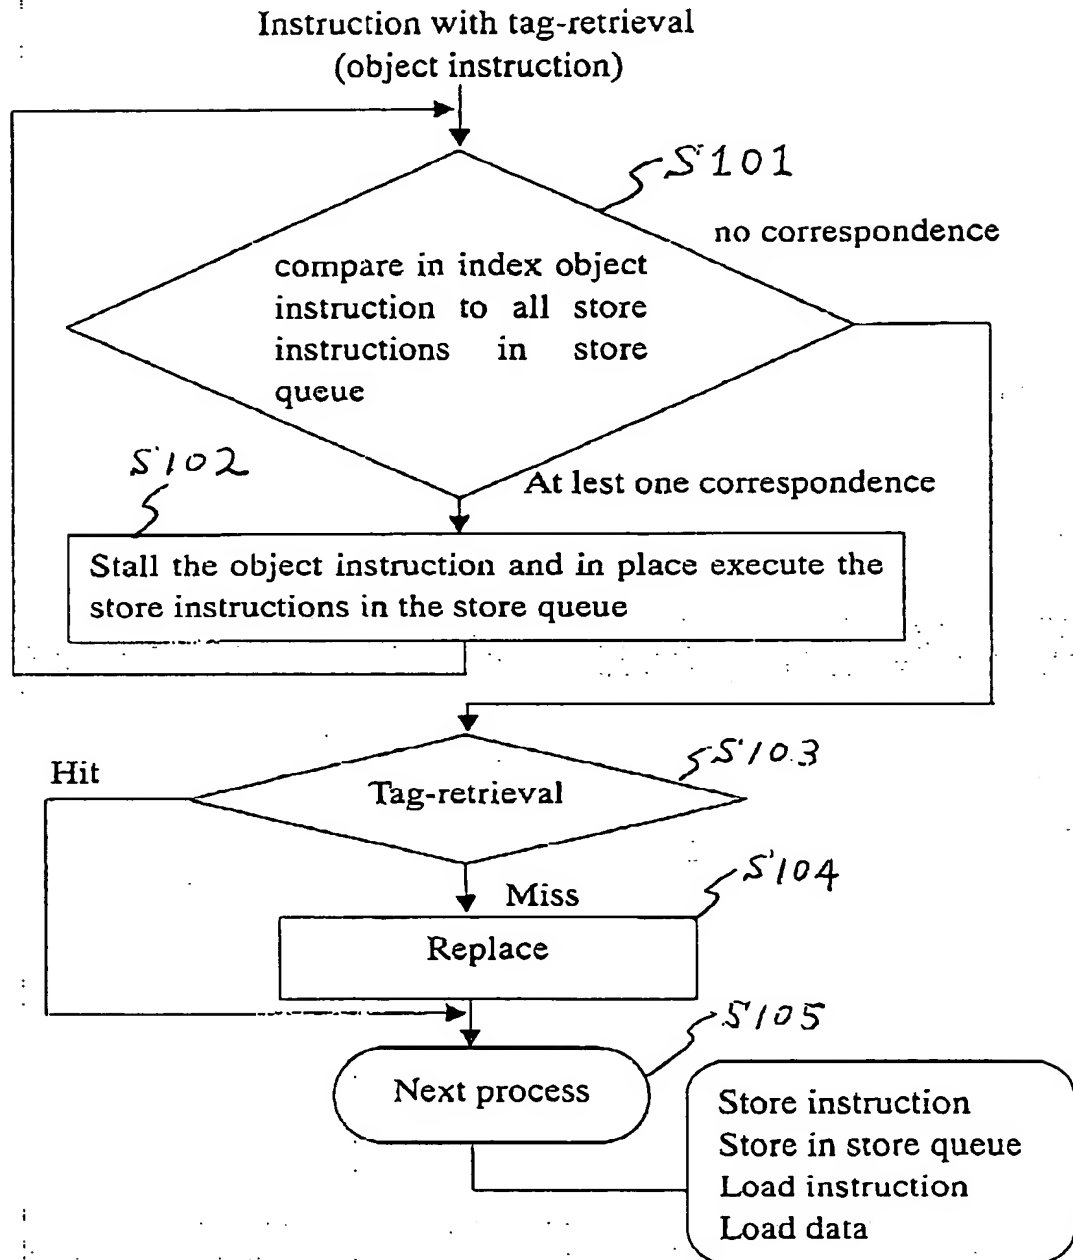 Instruction with tag-retrieval
(object instruction)
S101
no correspondence
compare in index object
instruction to all store
instructions in store
queue
S102
At lest one correspondence
Stall the object instruction and in place execute the
store instructions in the store queue
S103
Hit
Tag-retrieval
S104
Miss
Replace
S105
Next process
Store instruction
Store in store queue
Load instruction
Load data